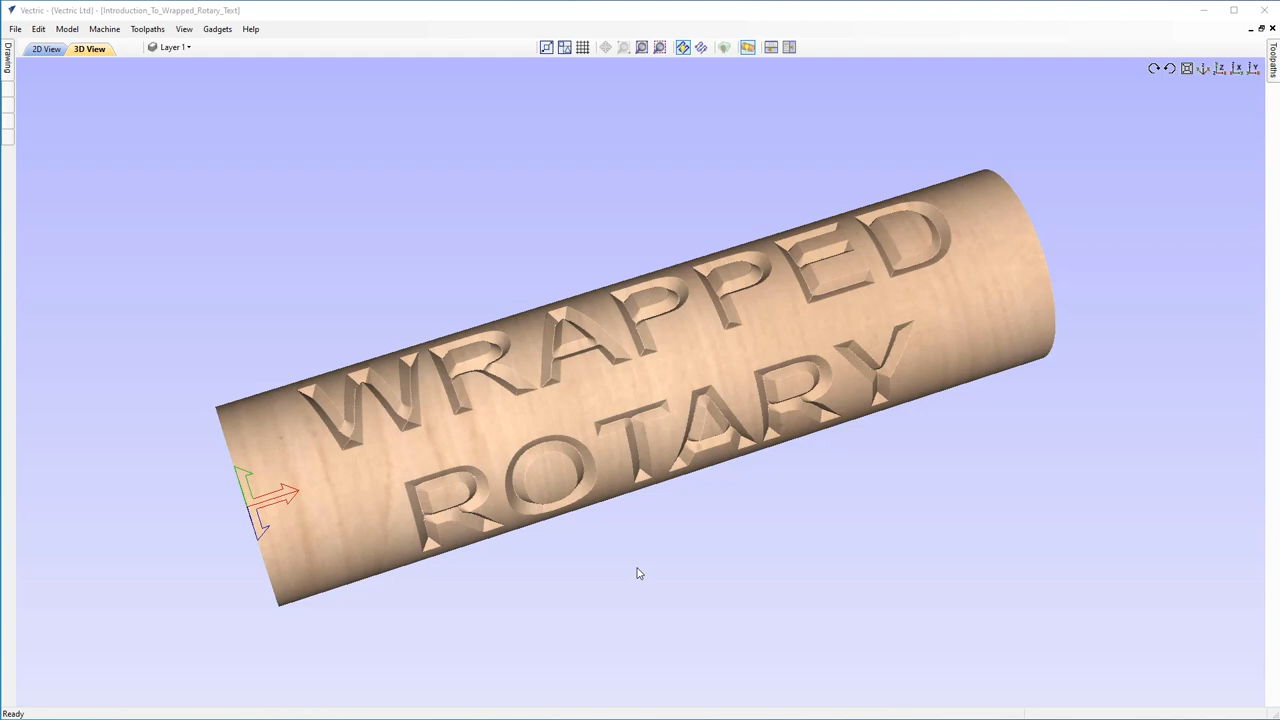 Vectric - {Vectric Ltd} - [Introduction_To_Wrapped_Rotary_Text]
File Edit Model Machine Toolpaths View Gadgets Help
2D View 3D View Layer 1
Drawing
Toolpaths
Z X Y
WRAPPED
ROTARY
Ready